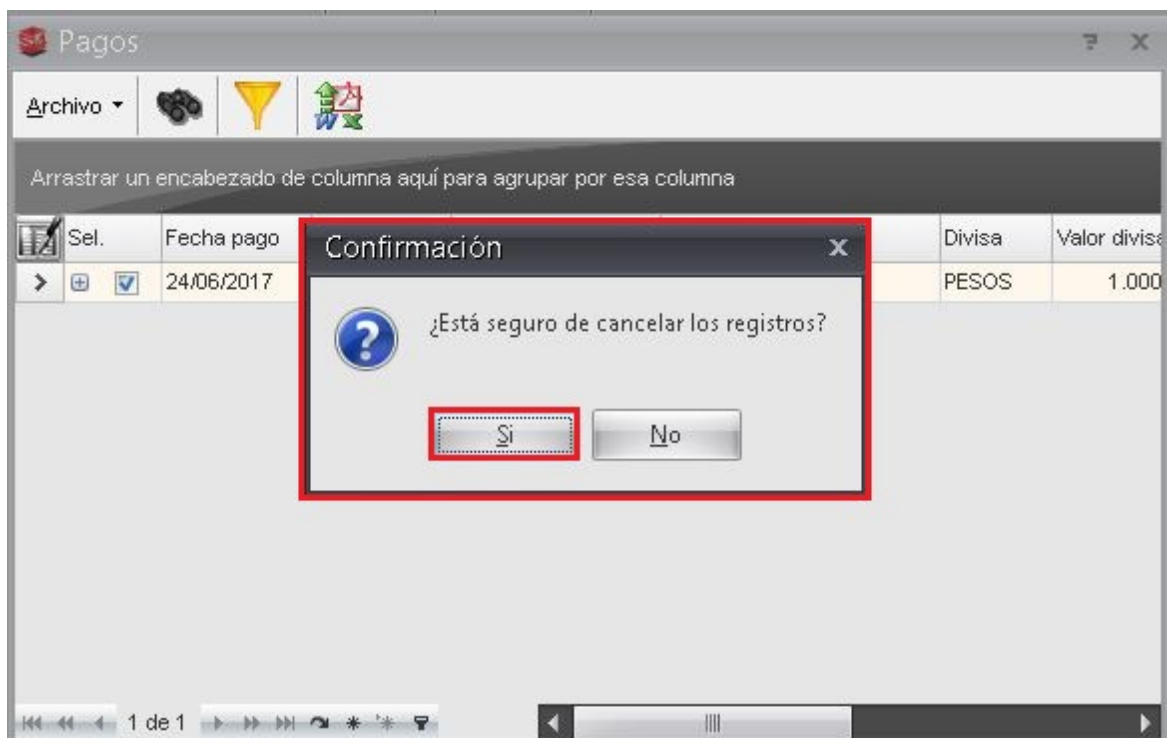 Pagos
Archivo
Arrastrar un encabezado de columna aquí para agrupar por esa columna
Sel. Fecha pago Divisa Valor divisa
24/06/2017 PESOS 1.000
Confirmación
¿Está seguro de cancelar los registros?
Si No
1 de 1